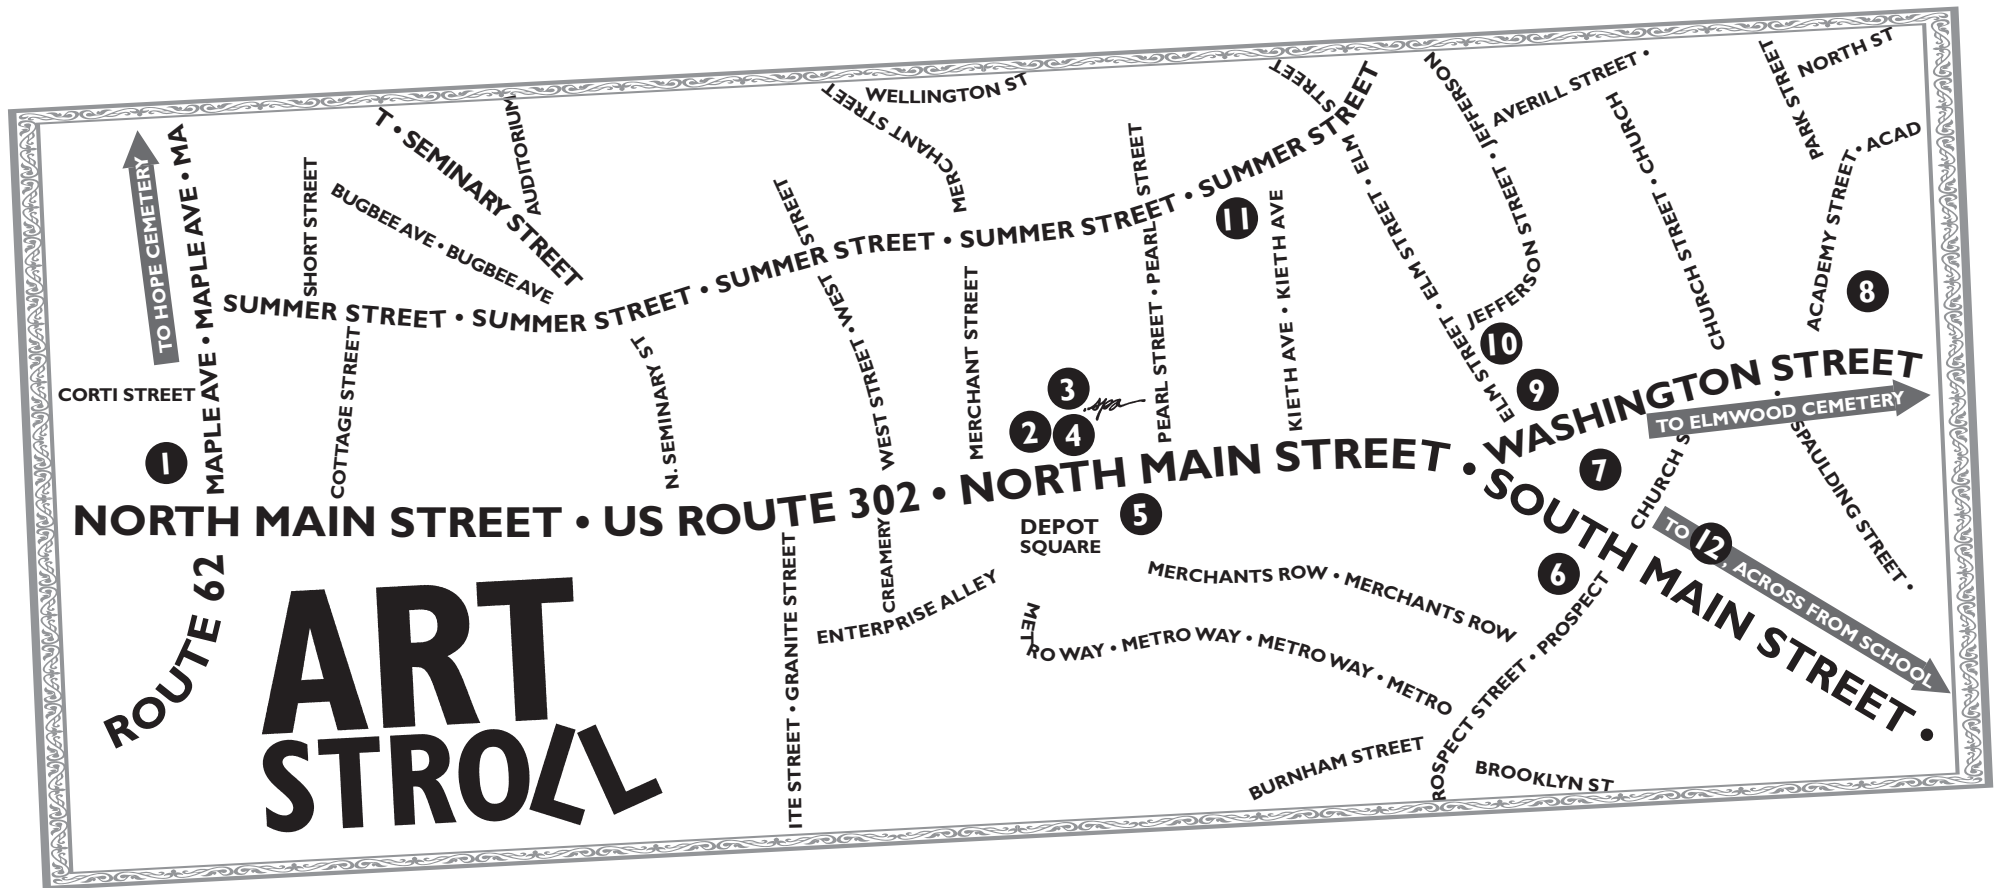 WELLINGTON ST
STREET
MERCHANT STREET
MERC
AUDITORIUM
T • SEMINARY STREET
MAPLE AVE • MAPLE AVE • MA
TO HOPE CEMETERY
SHORT STREET
BUGBEE AVE • BUGBEE AVE
SUMMER STREET • SUMMER STREET • SUMMER STREET • SUMMER STREET • SUMMER STREET
STREET
WEST STREET • WEST
STREET
PEARL STREET • PEARL
11
KIETH AVE • KIETH AVE
ELM STREET • ELM STREET • ELM
JEFFERSON STREET • JEFFERSON
JEFFERSON
AVERILL STREET •
CHURCH STREET • CHURCH
CHURCH
PARK STREET
NORTH ST
ACADEMY STREET • ACAD
8
CORTI STREET
1
COTTAGE STREET
N. SEMINARY ST
MERCHANT STREET
3
spa
2
4
10
9
ELM STREET
WASHINGTON STREET
TO ELMWOOD CEMETERY
7
NORTH MAIN STREET • US ROUTE 302 • NORTH MAIN STREET • SOUTH MAIN STREET •
5
DEPOT
SQUARE
CHURCH S
SPAULDING STREET •
TO 12, ACROSS FROM SCHOOL
6
ROUTE 62
ART
STROLL
ITE STREET • GRANITE STREET
CREAMERY
ENTERPRISE ALLEY
MERCHANTS ROW • MERCHANTS ROW
METRO WAY • METRO WAY • METRO WAY • METRO
ROSPECT STREET • PROSPECT
BURNHAM STREET
BROOKLYN ST